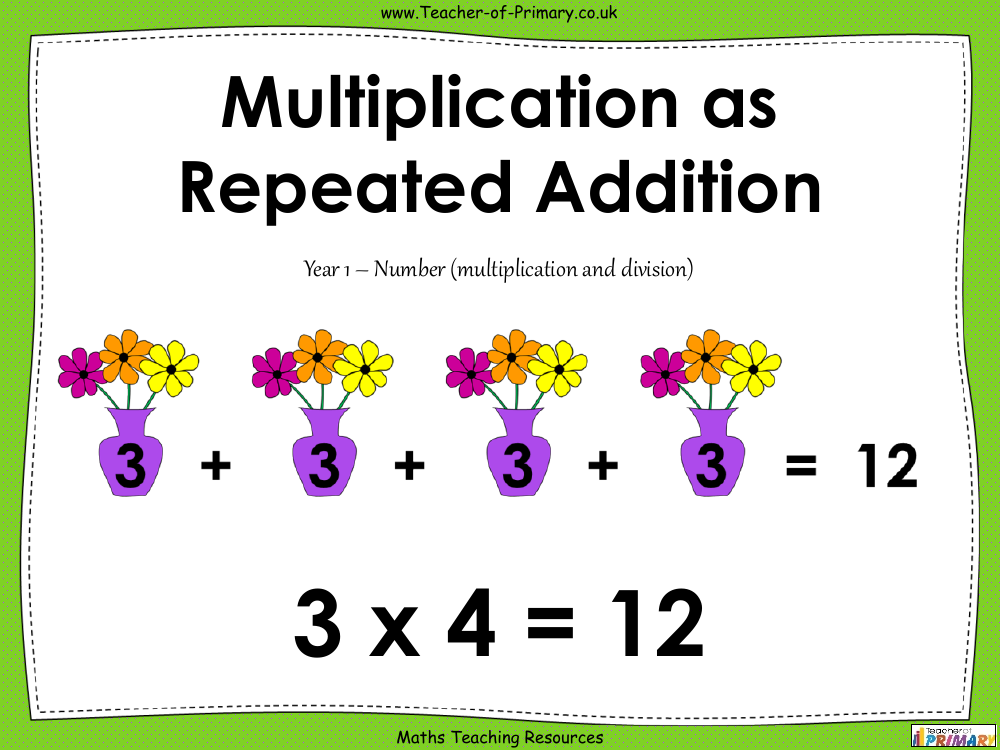 www.Teacher-of-Primary.co.uk
Multiplication as
Repeated Addition
Year 1 – Number (multiplication and division)
3 + 3 + 3 + 3 = 12
3 x 4 = 12
Maths Teaching Resources
Teacher of
PRIMARY